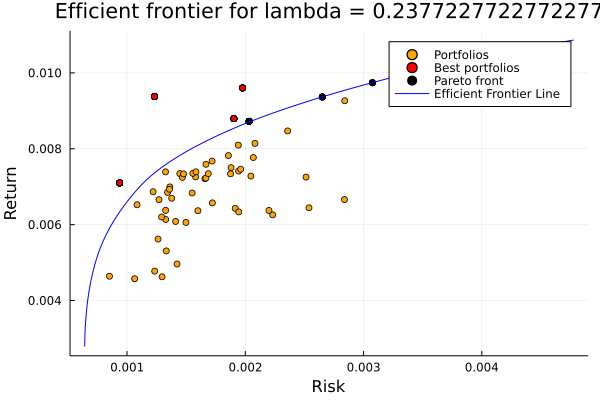 Efficient frontier for lambda = 0.2377227722772277
Portfolios
Best portfolios
Pareto front
Efficient Frontier Line
0.010
0.008
0.006
0.004
Return
0.001 0.002 0.003 0.004
Risk